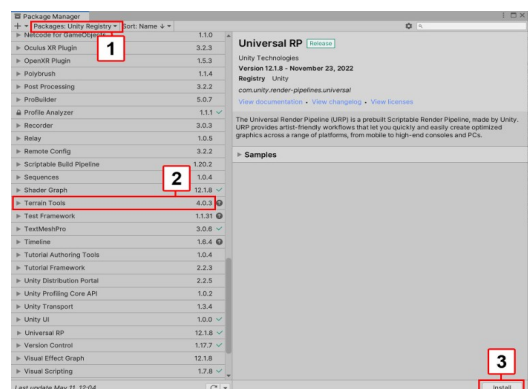 Package Manager
+ Packages: Unity Registry Sort: Name ↓
1
Netcode for GameObjects 1.1.0
Oculus XR Plugin 3.2.3
OpenXR Plugin 1.5.3
Polybrush 1.1.4
Post Processing 3.2.2
ProBuilder 5.0.7
Profile Analyzer 1.1.1
Recorder 3.0.3
Relay 1.0.5
Remote Config 3.2.2
Scriptable Build Pipeline 1.20.2
Sequences 1.0.4
2
Shader Graph 12.1.8
Terrain Tools 4.0.3
Test Framework 1.1.31
TextMeshPro 3.0.6
Timeline 1.6.4
Tutorial Authoring Tools 1.0.4
Tutorial Framework 2.2.3
Unity Distribution Portal 2.2.5
Unity Profiling Core API 1.0.2
Unity Transport 1.3.4
Unity UI 1.0.0
Universal RP 12.1.8
Version Control 1.17.7
Visual Effect Graph 12.1.8
Visual Scripting 1.7.8
Last update May 11, 12:04
Universal RP Release
Unity Technologies
Version 12.1.8 - November 23, 2022
Registry Unity
com.unity.render-pipelines.universal
View documentation • View changelog • View licenses
The Universal Render Pipeline (URP) is a prebuilt Scriptable Render Pipeline, made by Unity.
URP provides artist-friendly workflows that let you quickly and easily create optimized
graphics across a range of platforms, from mobile to high-end consoles and PCs.
Samples
3
Install